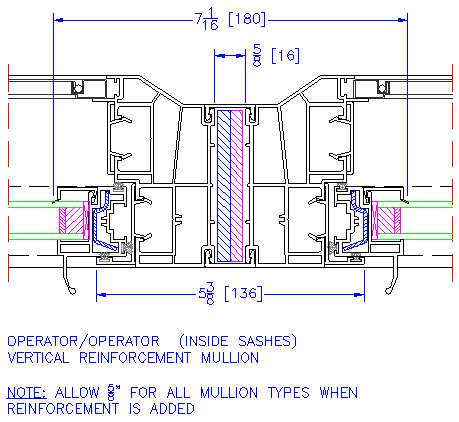 7 1/16 [180]
5/8 [16]
5 3/8 [136]
OPERATOR/OPERATOR (INSIDE SASHES)
VERTICAL REINFORCEMENT MULLION
NOTE: ALLOW 5/8" FOR ALL MULLION TYPES WHEN
REINFORCEMENT IS ADDED